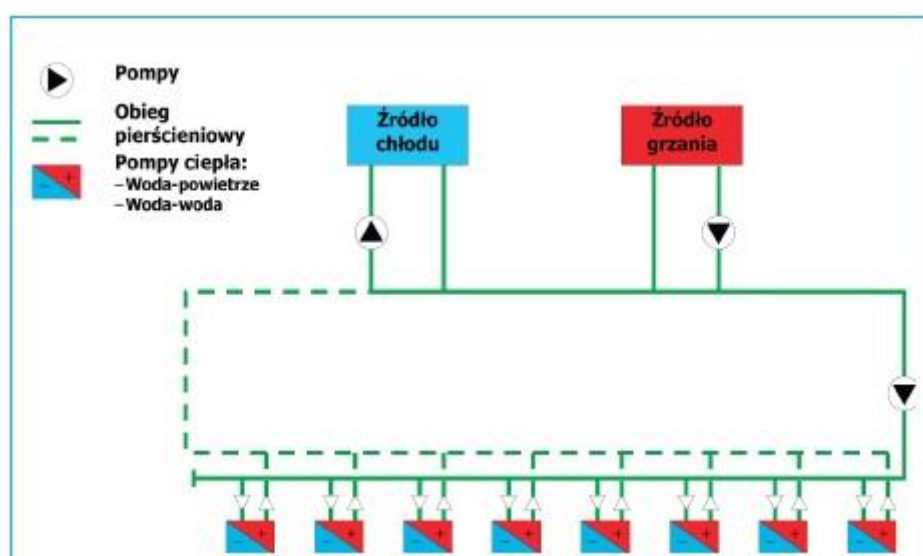 Pompy
Obieg
pierścieniowy
Pompy ciepła:
–Woda-powietrze
–Woda-woda
Źródło
chłodu
Źródło
grzania
- +
- +
- +
- +
- +
- +
- +
- +
- +